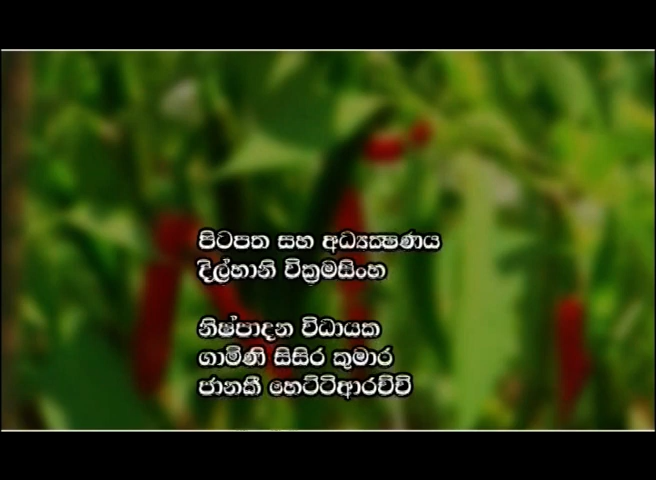 පිටපත සහ අධ්‍යක්‍ෂණය
දිල්හානි වික්‍රමසිංහ
නිෂ්පාදන විධායක
ගාමිණි සිසිර කුමාර
ජානකී හෙට්ටිආරච්චි